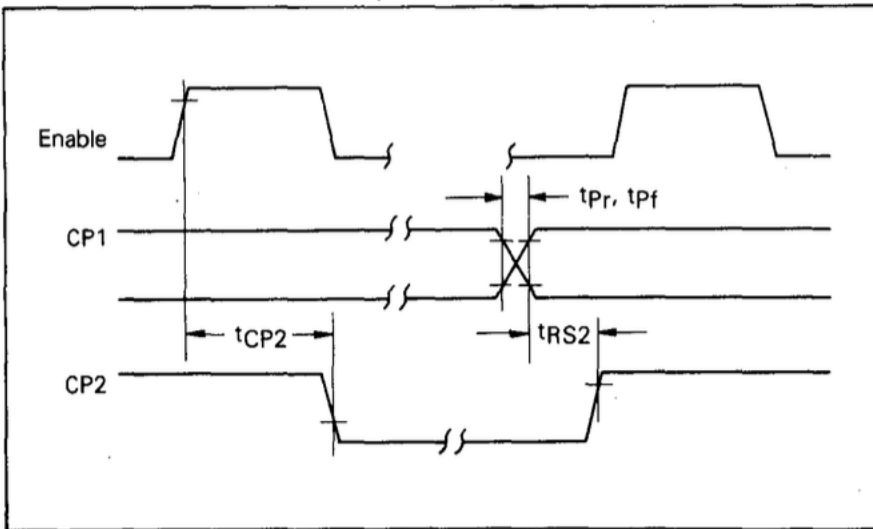 Enable
tPr, tPf
CP1
tCP2
tRS2
CP2